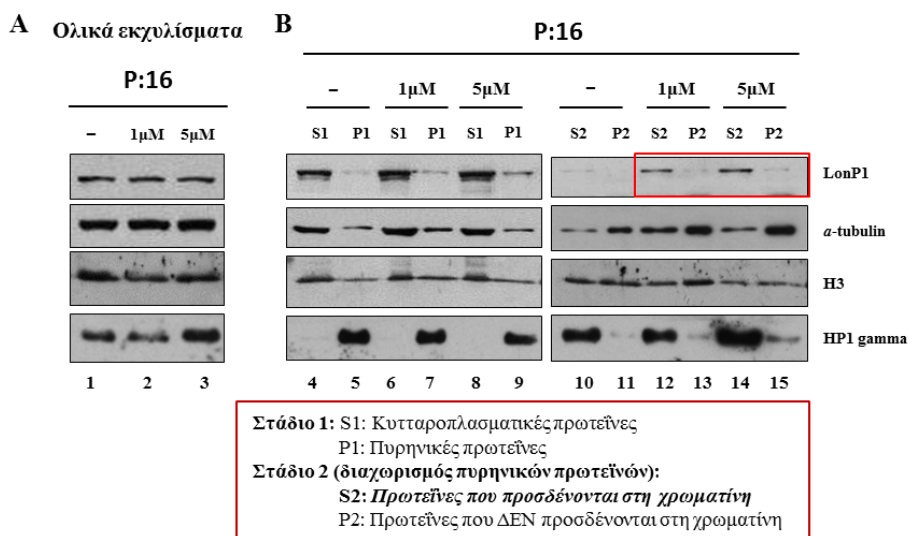 A Ολικά εκχυλίσματα B
P:16 P:16
– 1μM 5μM
– 1μM 5μM – 1μM 5μM
S1 P1 S1 P1 S1 P1 S2 P2 S2 P2 S2 P2
LonP1
α-tubulin
H3
HP1 gamma
1 2 3 4 5 6 7 8 9 10 11 12 13 14 15
Στάδιο 1: S1: Κυτταροπλασματικές πρωτεΐνες
P1: Πυρηνικές πρωτεΐνες
Στάδιο 2 (διαχωρισμός πυρηνικών πρωτεϊνών):
S2: Πρωτεΐνες που προσδένονται στη χρωματίνη
P2: Πρωτεΐνες που ΔΕΝ προσδένονται στη χρωματίνη